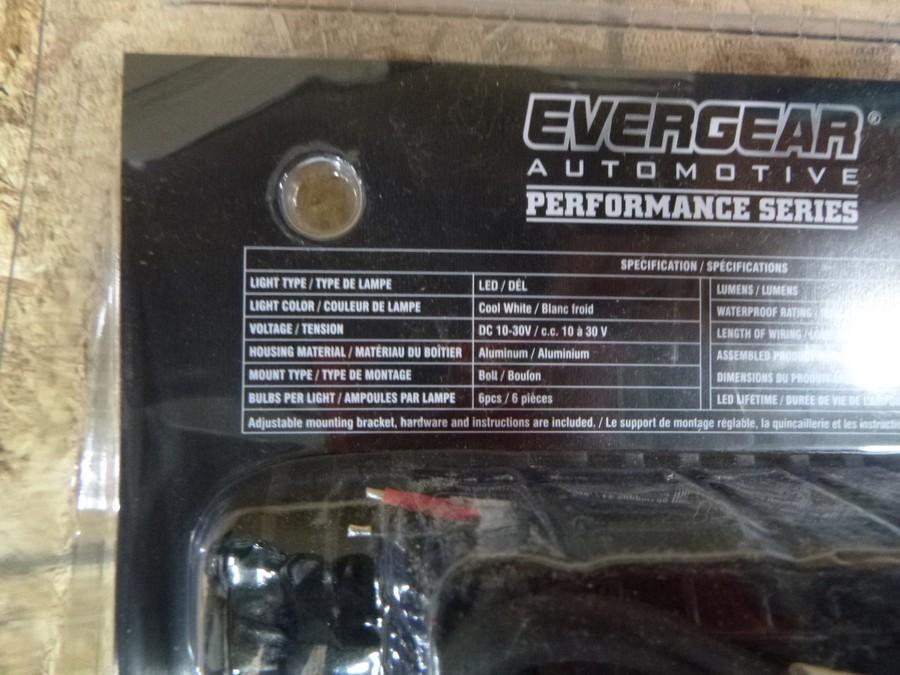 EVERGEAR®
AUTOMOTIVE
PERFORMANCE SERIES
SPECIFICATION / SPÉCIFICATIONS
LIGHT TYPE / TYPE DE LAMPE LED / DÉL LUMENS / LUMENS
LIGHT COLOR / COULEUR DE LAMPE Cool White / Blanc froid WATERPROOF RATING
VOLTAGE / TENSION DC 10-30V / c.c. 10 à 30 V LENGTH OF WIRING
HOUSING MATERIAL / MATÉRIAU DU BOÎTIER Aluminum / Aluminium ASSEMBLED
MOUNT TYPE / TYPE DE MONTAGE Bolt / Boulon DIMENSIONS DU PRODUIT
BULBS PER LIGHT / AMPOULES PAR LAMPE 6pcs / 6 pièces LED LIFETIME / DURÉE DE VIE DE
Adjustable mounting bracket, hardware and instructions are included. / Le support de montage réglable, la quincaillerie et les